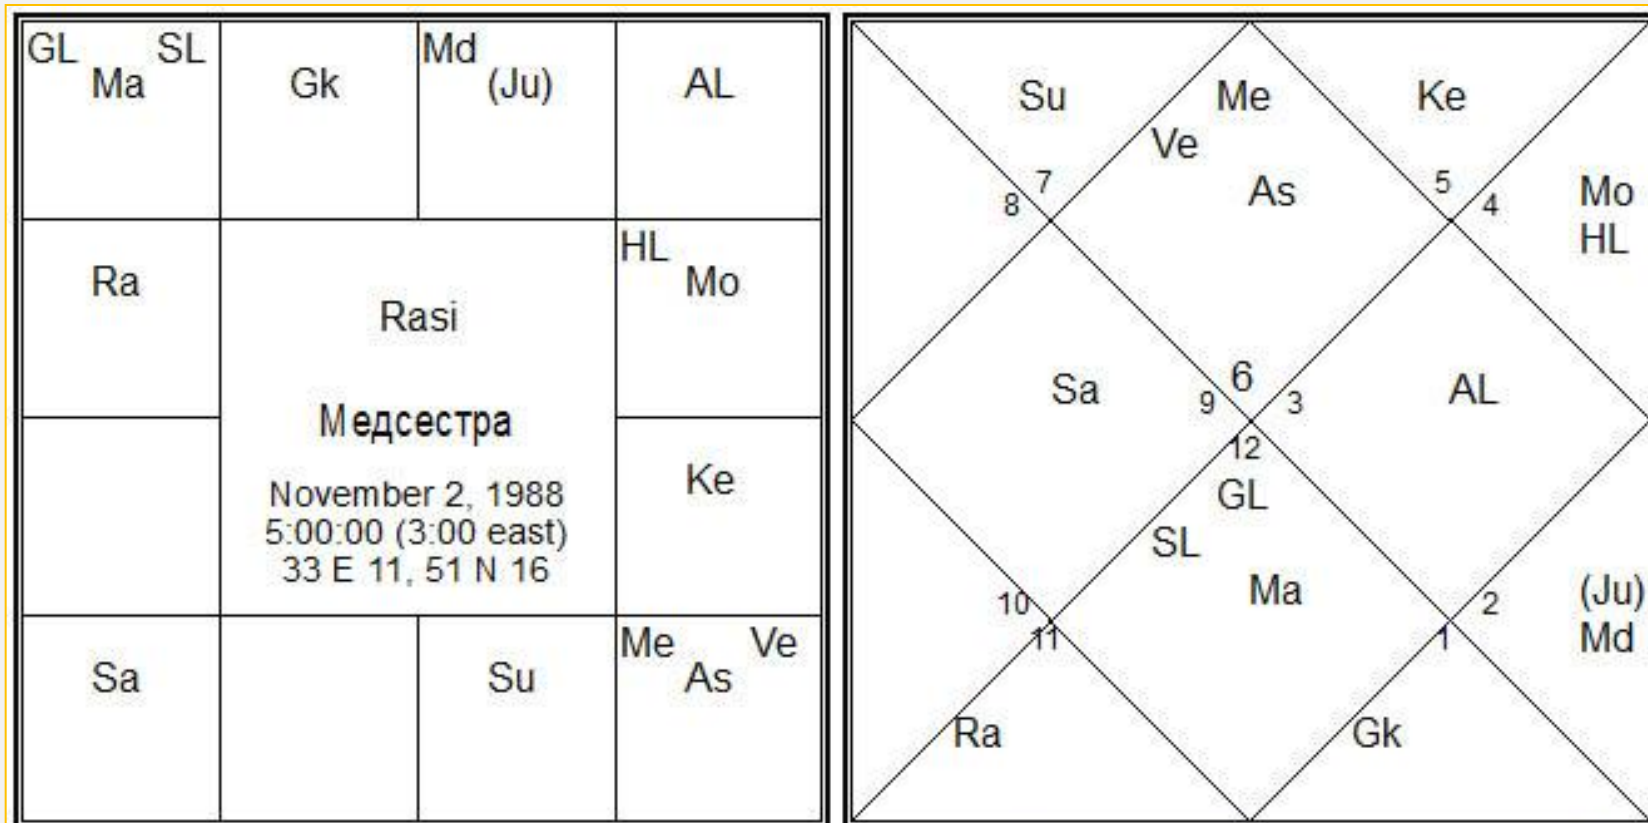 GL SL
Ma
Gk
Md
(Ju)
AL
Ra
HL
Mo
Rasi
Медсестра
November 2, 1988
5:00:00 (3:00 east)
33 E 11, 51 N 16
Ke
Sa
Su
Me Ve
As
Su
Me
Ke
Ve
As
Mo
HL
7
8
5
4
Sa
6
9
3
AL
12
GL
SL
Ma
10
11
2
1
(Ju)
Md
Ra
Gk